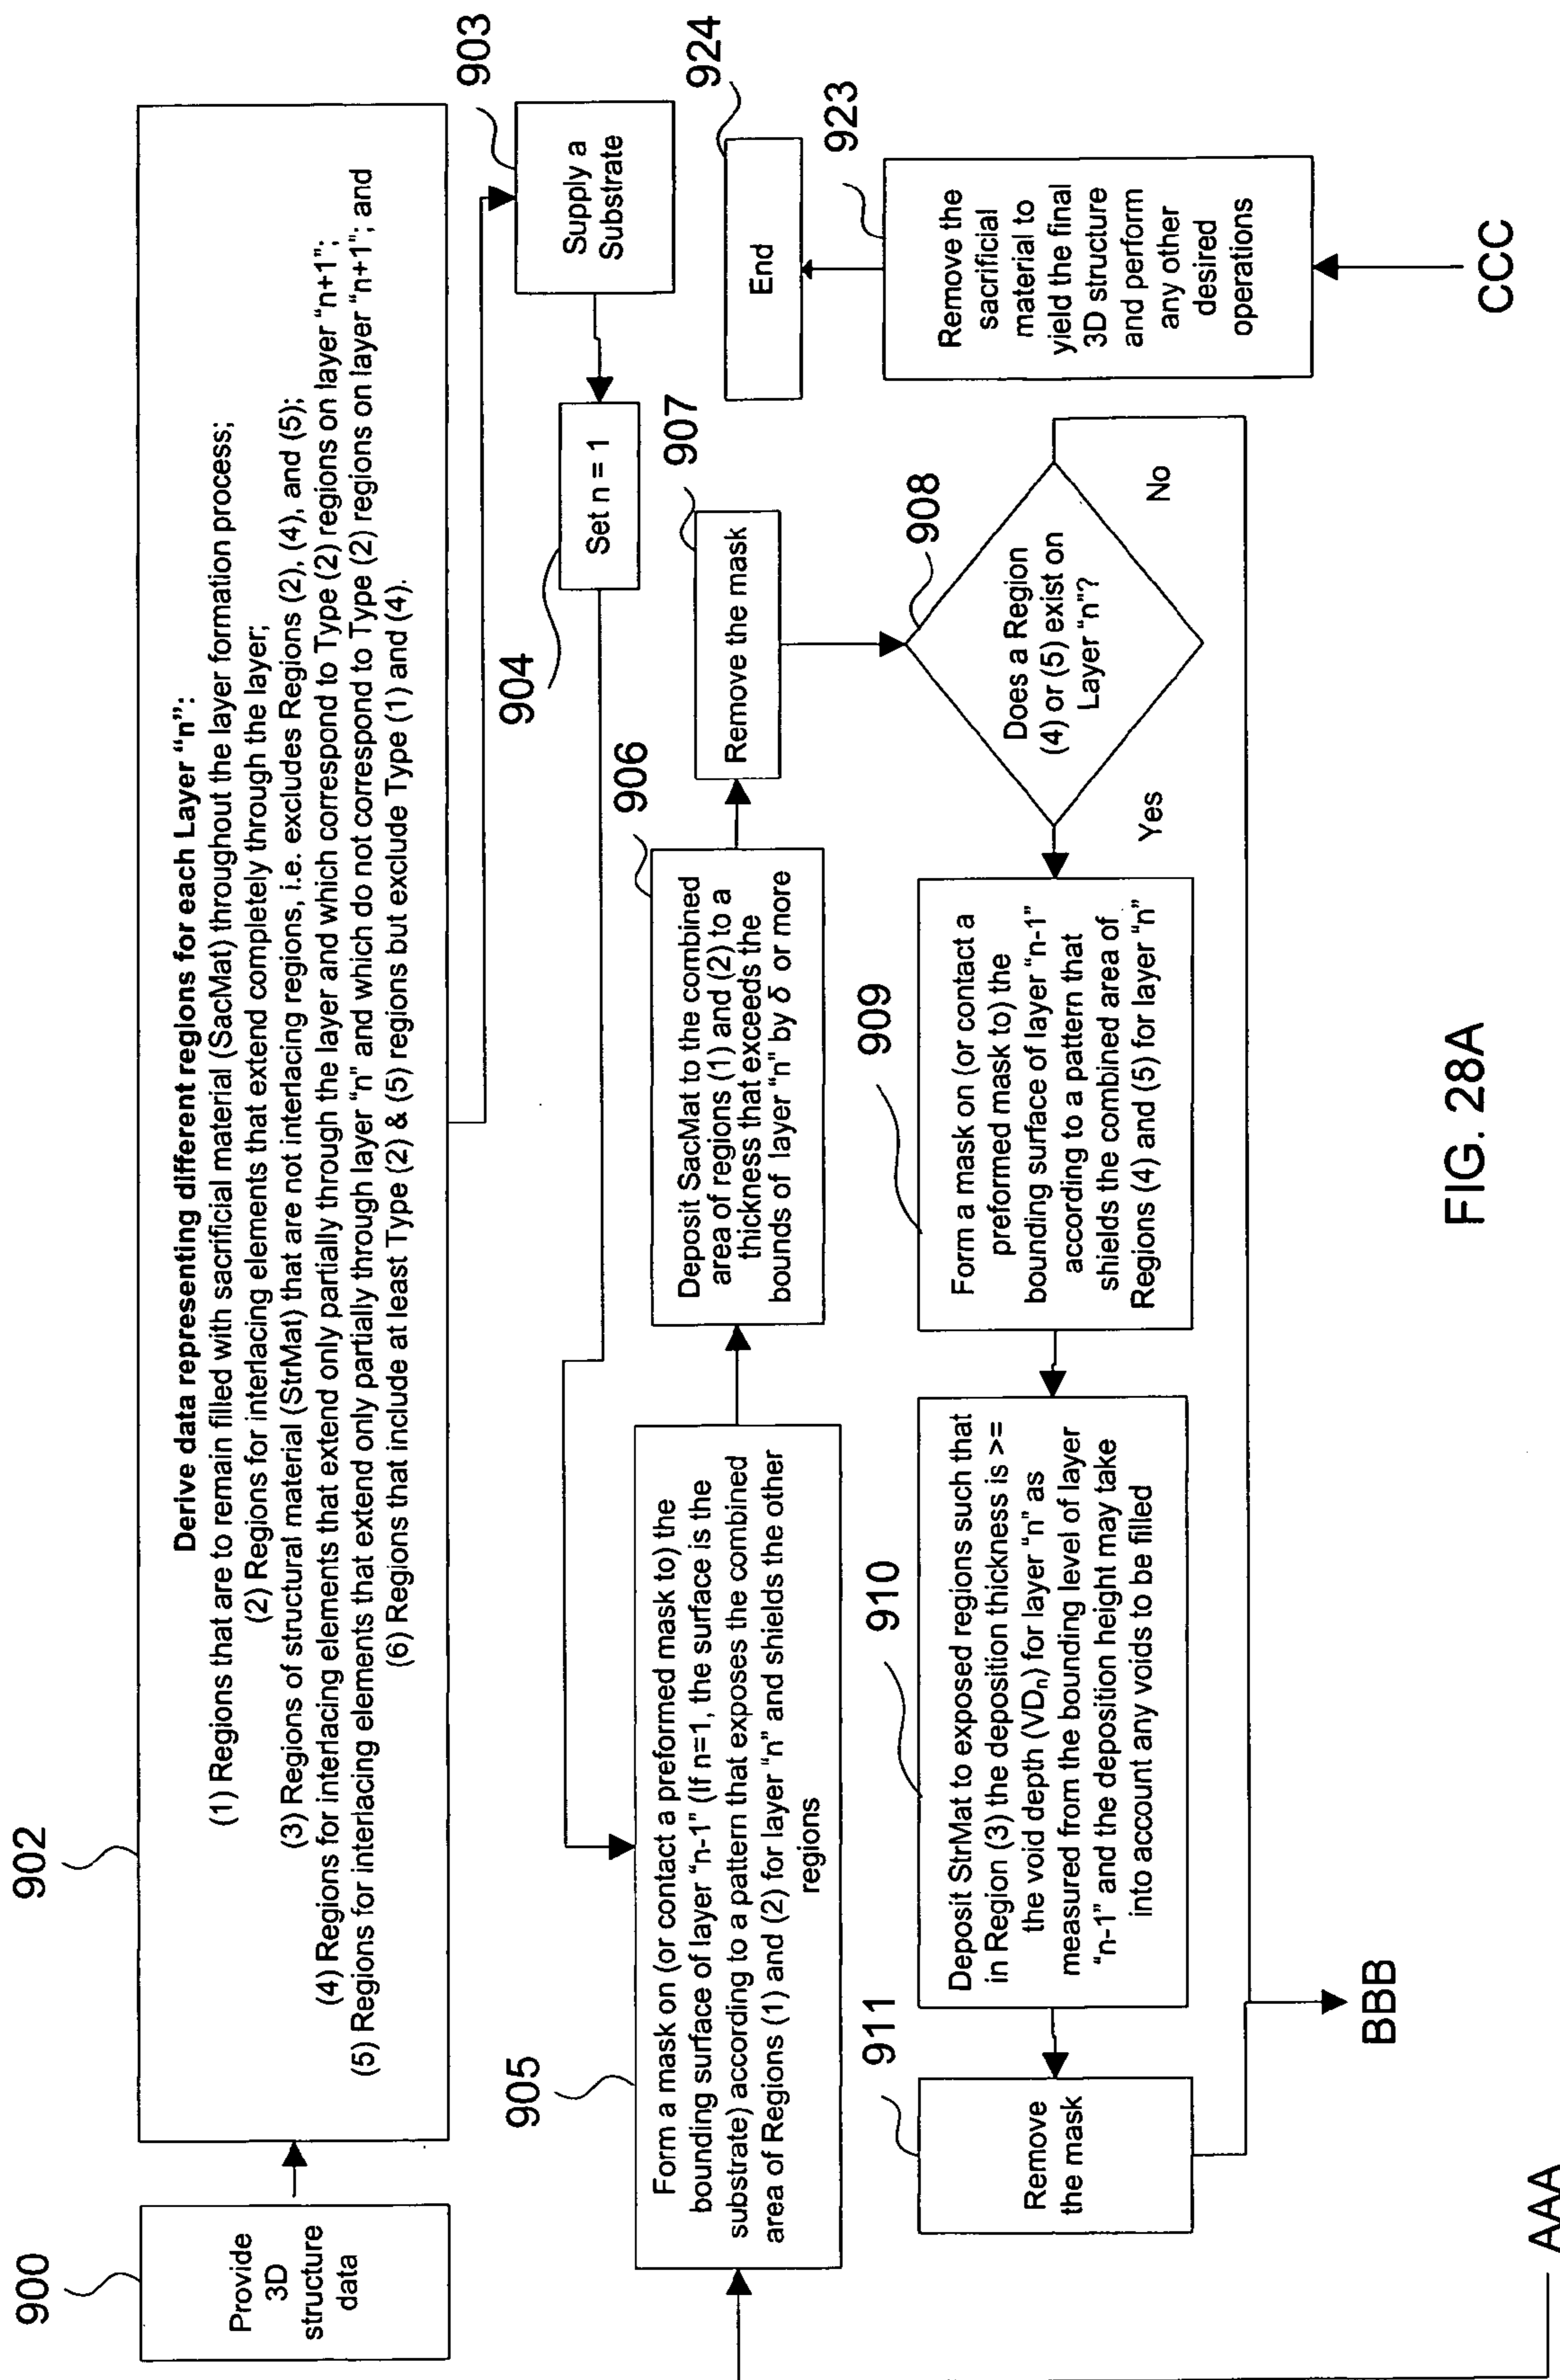 900
Provide
3D
structure
data
902
Derive data representing different regions for each Layer “n”:
(1) Regions that are to remain filled with sacrificial material (SacMat) throughout the layer formation process;
(2) Regions for interlacing elements that extend completely through the layer;
(3) Regions of structural material (StrMat) that are not interlacing regions, i.e. excludes Regions (2), (4), and (5);
(4) Regions for interlacing elements that extend only partially through the layer and which correspond to Type (2) regions on layer “n+1”;
(5) Regions for interlacing elements that extend only partially through layer “n” and which do not correspond to Type (2) regions on layer “n+1”; and
(6) Regions that include at least Type (2) & (5) regions but exclude Type (1) and (4).
903
Supply a
Substrate
904
Set n = 1
905
Form a mask on (or contact a preformed mask to) the
bounding surface of layer “n-1” (If n=1, the surface is the
substrate) according to a pattern that exposes the combined
area of Regions (1) and (2) for layer “n” and shields the other
regions
906
Deposit SacMat to the combined
area of regions (1) and (2) to a
thickness that exceeds the
bounds of layer “n” by δ or more
907
Remove the mask
908
Does a Region
(4) or (5) exist on
Layer “n”?
Yes
No
909
Form a mask on (or contact a
preformed mask to) the
bounding surface of layer “n-1”
according to a pattern that
shields the combined area of
Regions (4) and (5) for layer “n”
910
Deposit StrMat to exposed regions such that
in Region (3) the deposition thickness is >=
the void depth (VDn) for layer “n” as
measured from the bounding level of layer
“n-1” and the deposition height may take
into account any voids to be filled
911
Remove
the mask
924
End
923
Remove the
sacrificial
material to
yield the final
3D structure
and perform
any other
desired
operations
CCC
BBB
AAA
FIG. 28A